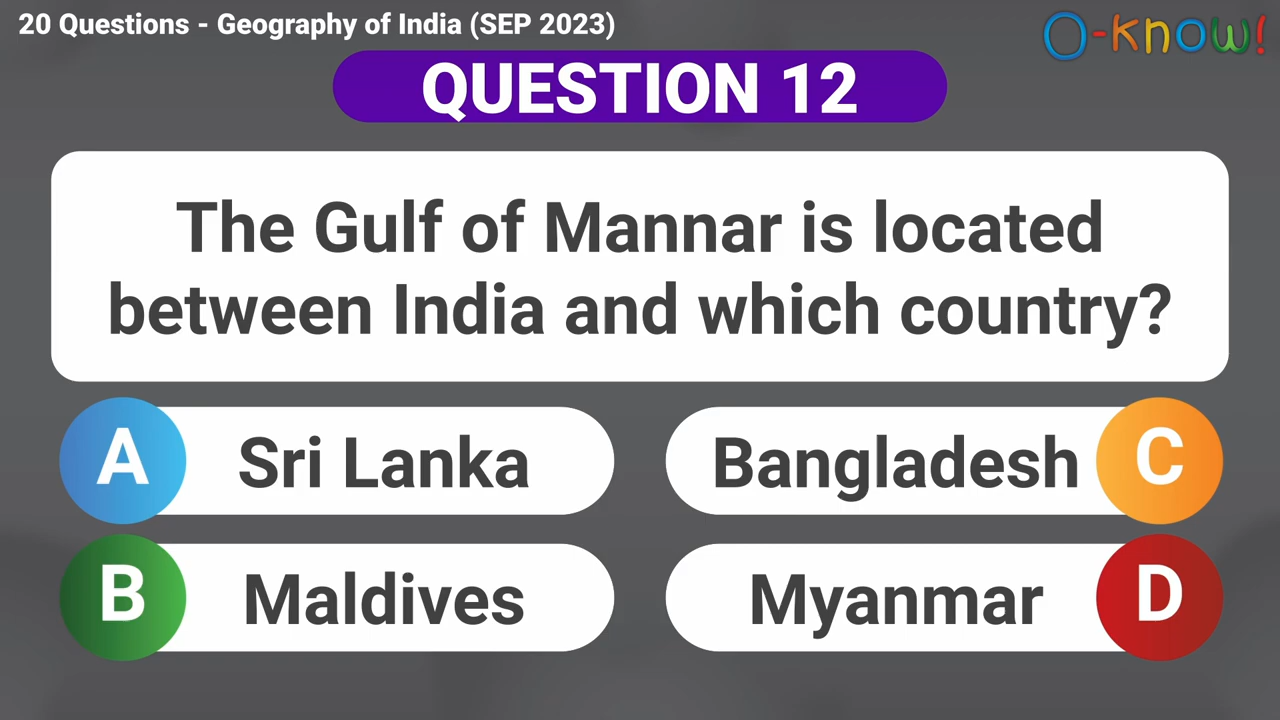 20 Questions - Geography of India (SEP 2023)
O-know!
QUESTION 12
The Gulf of Mannar is located
between India and which country?
A Sri Lanka
Bangladesh C
B Maldives
Myanmar D